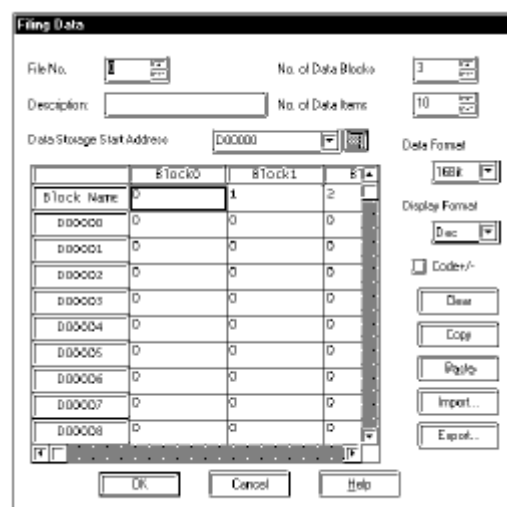 Filing Data
File No. 1 No. of Data Blocks 3
Description: No. of Data Items 10
Data Storage Start Address D00000
Data Format
16Bit
Display Format
Dec
Code+/-
Block0 Block1
Block Name 0 1 2
D00000 0 0 0
D00001 0 0 0
D00002 0 0 0
D00003 0 0 0
D00004 0 0 0
D00005 0 0 0
D00006 0 0 0
D00007 0 0 0
D00008 0 0 0
Clear
Copy
Paste
Import...
Export...
OK Cancel Help